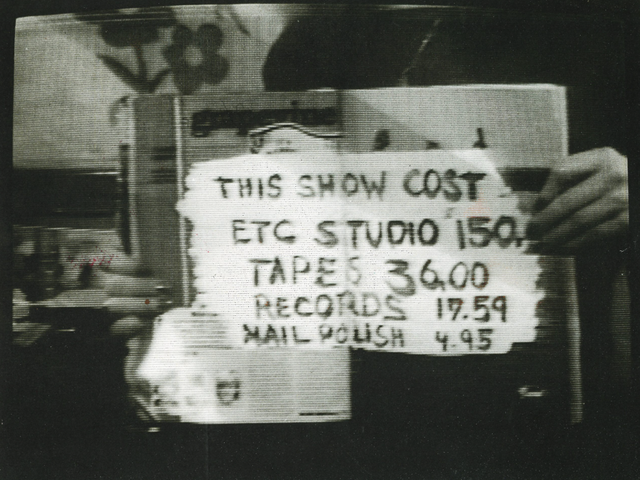 THIS SHOW COST
ETC STUDIO 150.
TAPES 36.00
RECORDS 17.59
NAIL POLISH 4.95